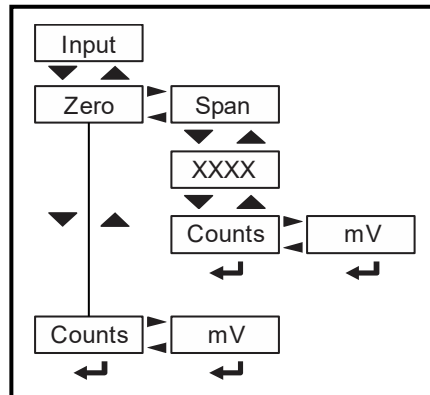 Input
Zero
Span
XXXX
Counts
mV
Counts
mV